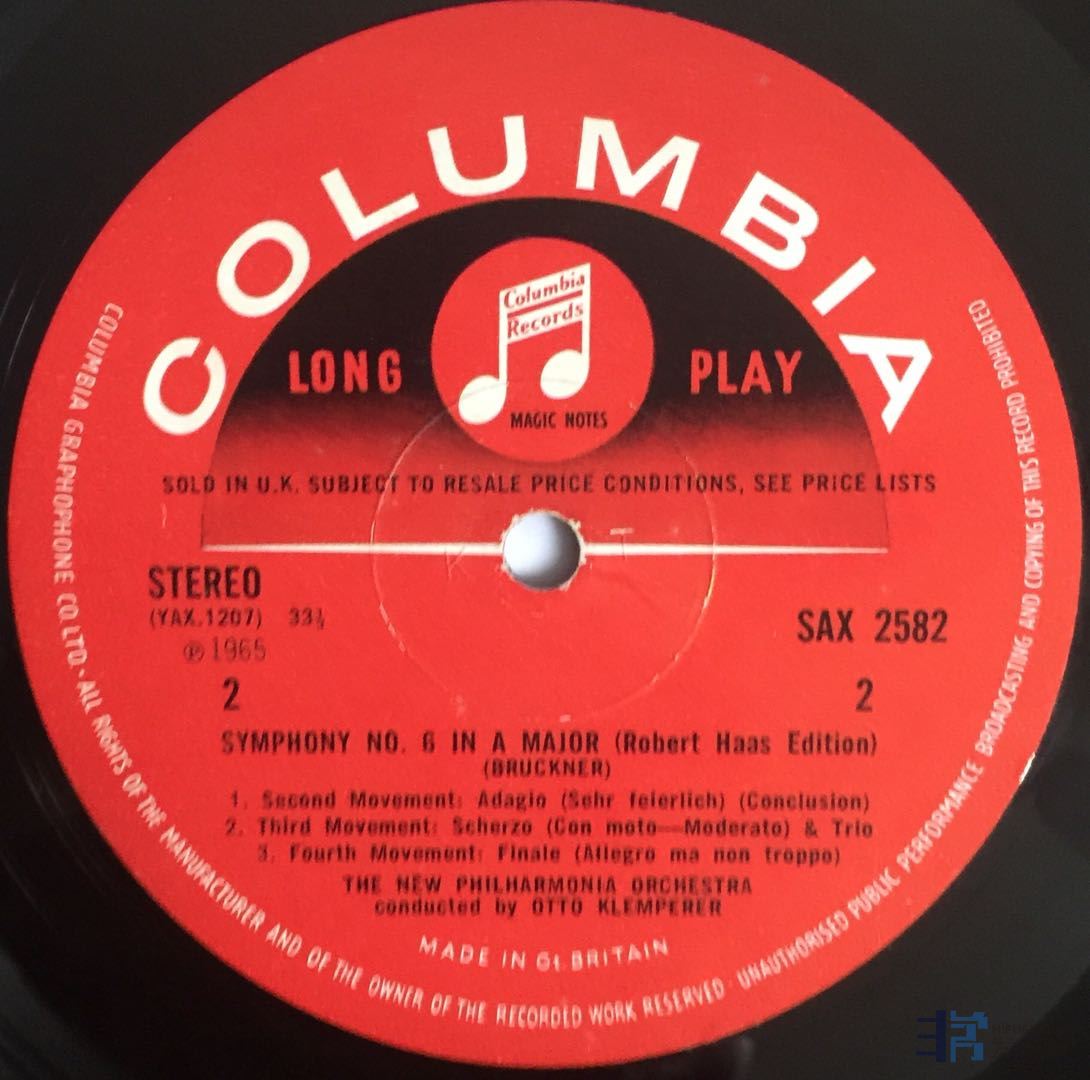 COLUMBIA
Columbia
Records
LONG PLAY
MAGIC NOTES
SOLD IN U.K. SUBJECT TO RESALE PRICE CONDITIONS, SEE PRICE LISTS
STEREO
(YAX.1207) 33⅓
SAX 2582
℗ 1965
2 2
SYMPHONY NO. 6 IN A MAJOR (Robert Haas Edition)
(BRUCKNER)
1. Second Movement: Adagio (Sehr feierlich) (Conclusion)
2. Third Movement: Scherzo (Con moto—Moderato) & Trio
3. Fourth Movement: Finale (Allegro ma non troppo)
THE NEW PHILHARMONIA ORCHESTRA
conducted by OTTO KLEMPERER
MADE IN Gt. BRITAIN
COLUMBIA GRAPHOPHONE CO. LTD. · ALL RIGHTS OF THE MANUFACTURER AND OF THE OWNER OF THE RECORDED WORK RESERVED · UNAUTHORISED PUBLIC PERFORMANCE BROADCASTING AND COPYING OF THIS RECORD PROHIBITED